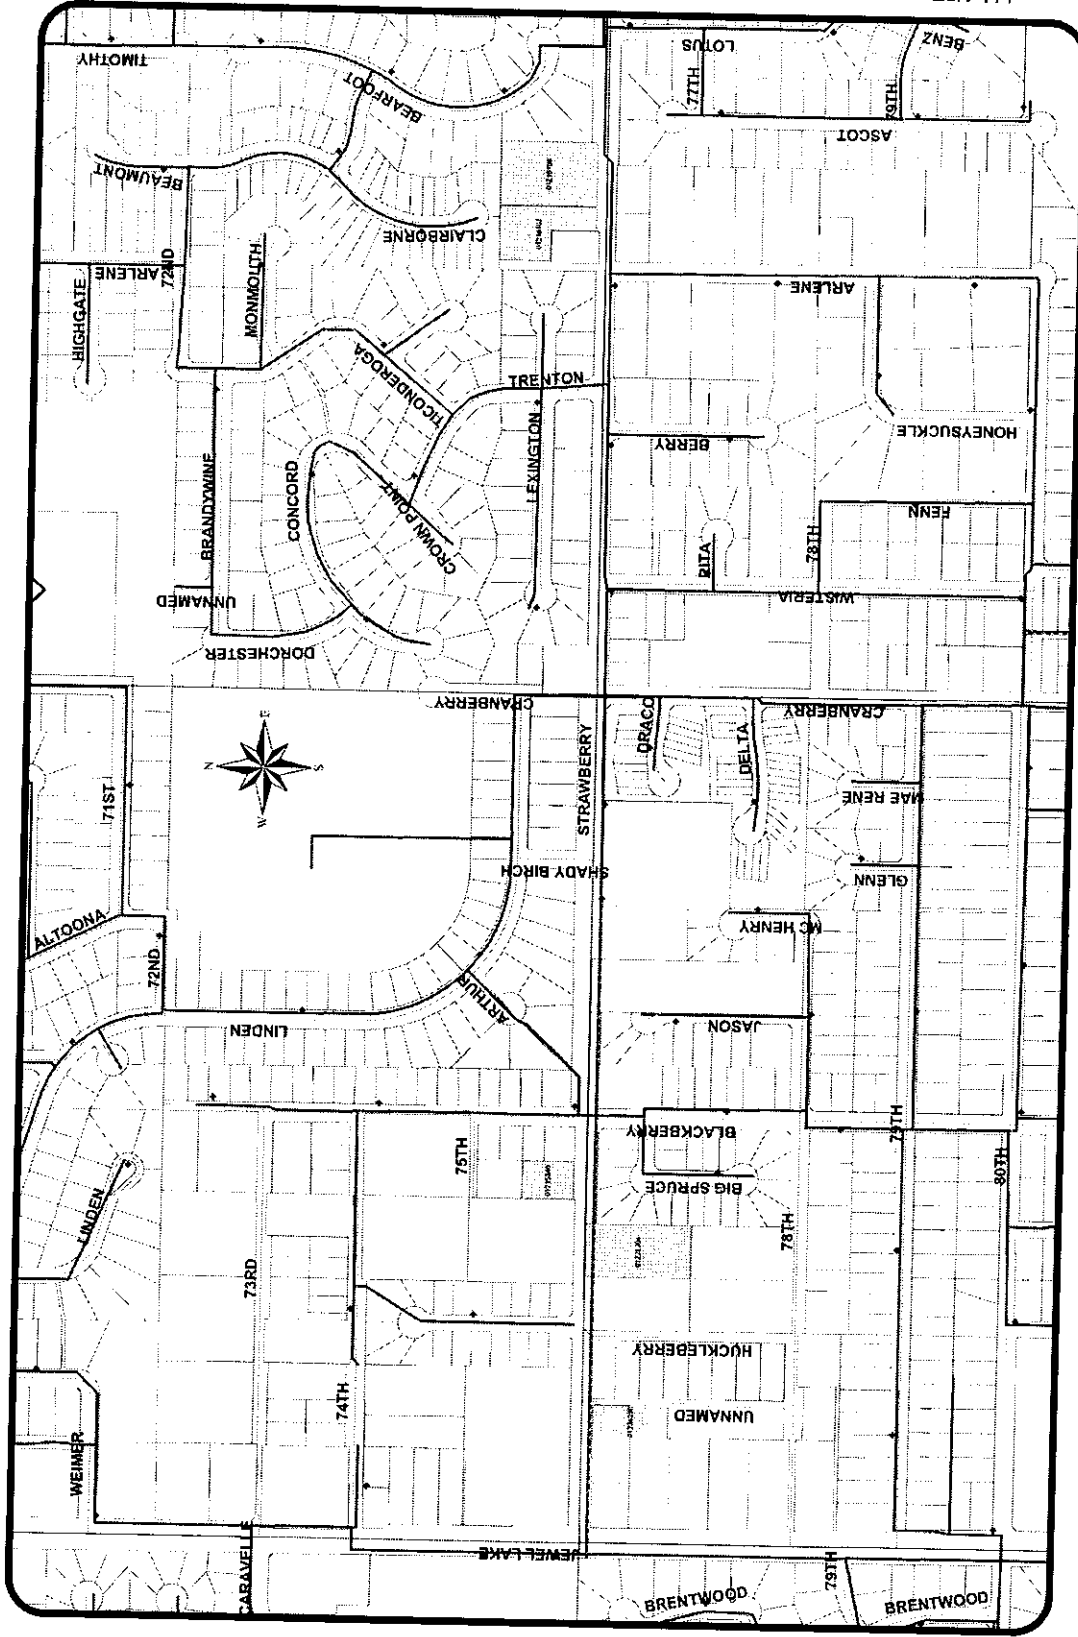 TIMOTHY
LOTUS
BENZ
77TH
79TH
BEARFOOT
ASCOT
BEAUMONT
CLAIRBORNE
72ND
ARLENE
MONMOUTH
HIGHGATE
ARLENE
TICONDEROGA
TRENTON
HONEYSUCKLE
BERRY
LEXINGTON
BRANDYWINE
CONCORD
CROWN POINT
FENN
78TH
RITA
UNNAMED
WISTERIA
DORCHESTER
CRANBERRY
CRANBERRY
DRACO
DELTA
STRAWBERRY
N
E
S
W
71ST
MAE RENE
SHADY BIRCH
GLENN
ALTOONA
MC HENRY
72ND
ARTHUR
LINDEN
JASON
BLACKBERRY
79TH
75TH
80TH
BIG SPRUCE
LINDEN
78TH
73RD
HUCKLEBERRY
74TH
UNNAMED
WEIMER
JEWEL LAKE
CARAVELLE
79TH
BRENTWOOD
BRENTWOOD